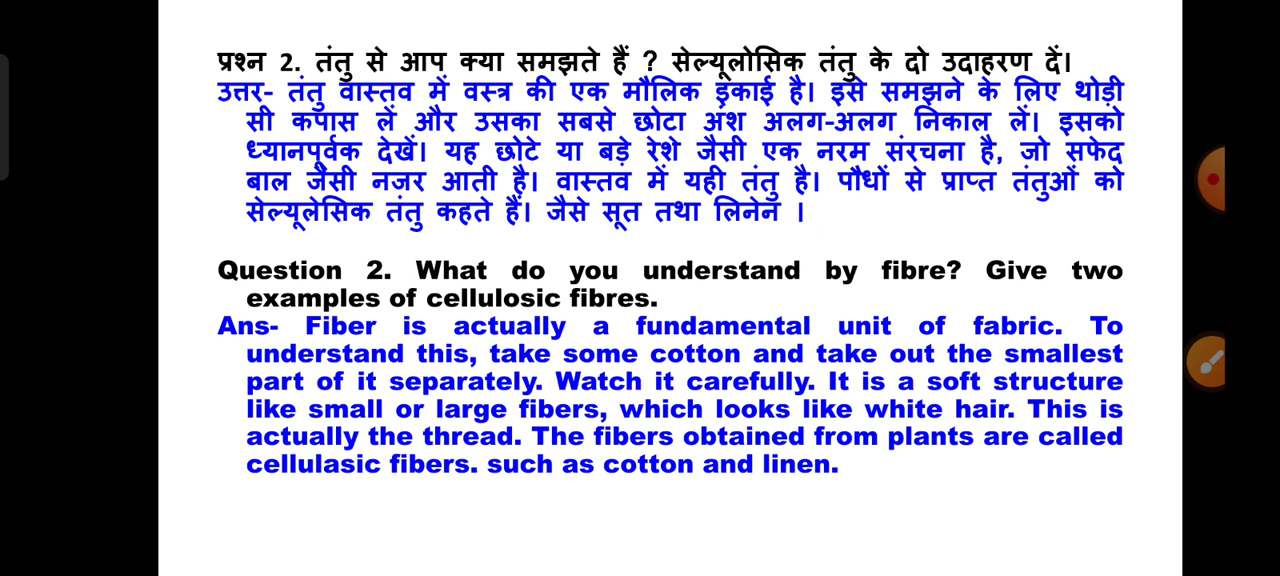 प्रश्न 2. तंतु से आप क्या समझते हैं ? सेल्यूलोसिक तंतु के दो उदाहरण दें।
उत्तर- तंतु वास्तव में वस्त्र की एक मौलिक इकाई है। इसे समझने के लिए थोड़ी
सी कपास लें और उसका सबसे छोटा अंश अलग-अलग निकाल लें। इसको
ध्यानपूर्वक देखें। यह छोटे या बड़े रेशे जैसी एक नरम संरचना है, जो सफेद
बाल जैसी नजर आती है। वास्तव में यही तंतु है। पौधों से प्राप्त तंतुओं को
सेल्यूलेसिक तंतु कहते हैं। जैसे सूत तथा लिनेन ।
Question 2. What do you understand by fibre? Give two
examples of cellulosic fibres.
Ans- Fiber is actually a fundamental unit of fabric. To
understand this, take some cotton and take out the smallest
part of it separately. Watch it carefully. It is a soft structure
like small or large fibers, which looks like white hair. This is
actually the thread. The fibers obtained from plants are called
cellulasic fibers. such as cotton and linen.